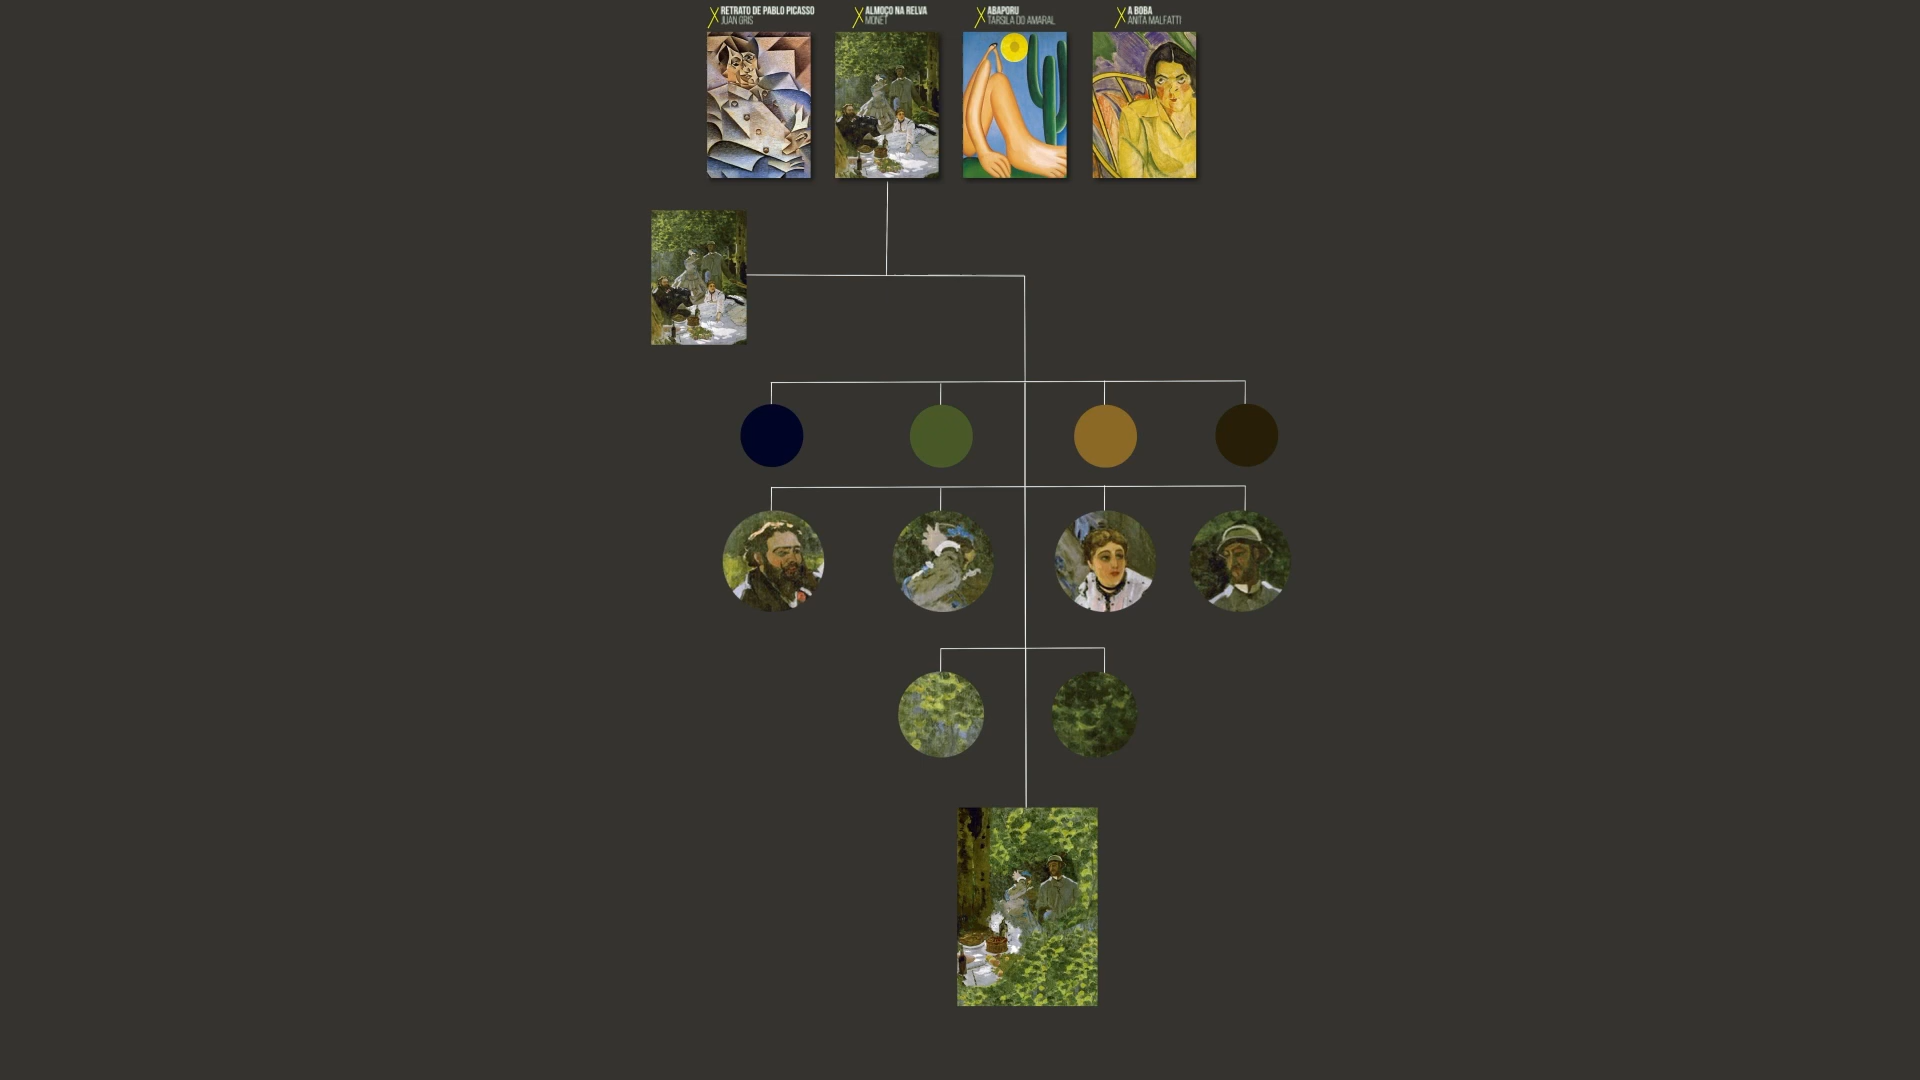 RETRATO DE PABLO PICASSO
JUAN GRIS
ALMOÇO NA RELVA
MONET
ABAPORU
TARSILA DO AMARAL
A BOBA
ANITA MALFATTI